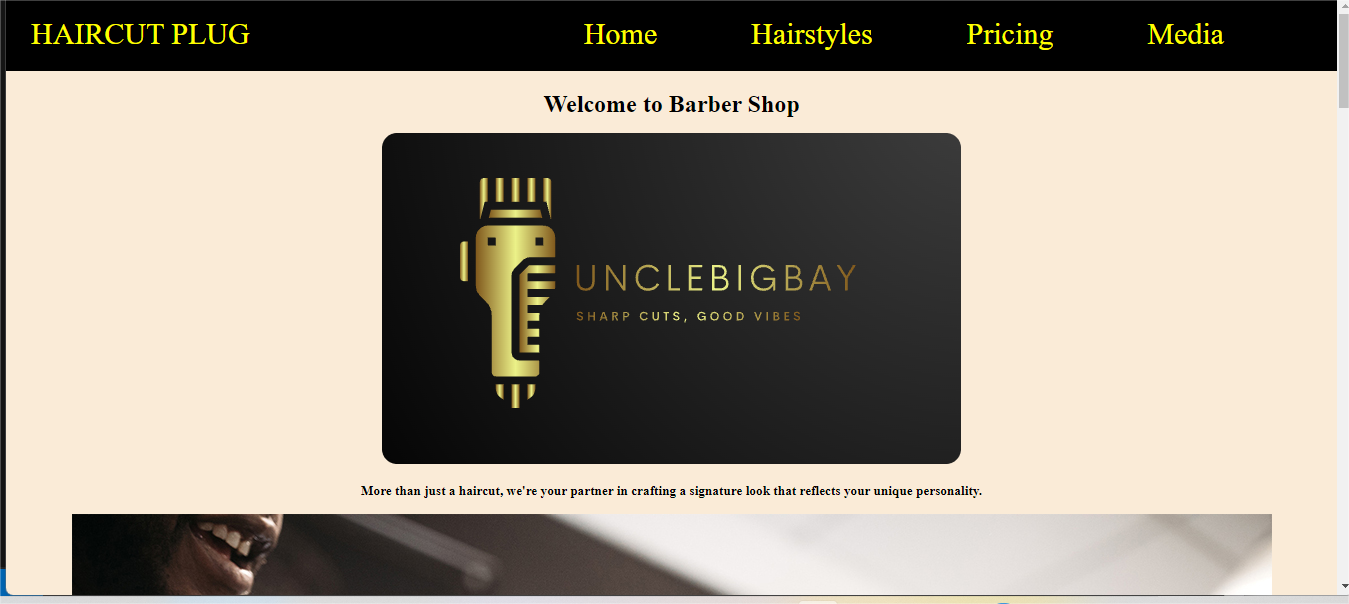 HAIRCUT PLUG Home Hairstyles Pricing Media
Welcome to Barber Shop
UNCLEBIGBAY
SHARP CUTS, GOOD VIBES
More than just a haircut, we're your partner in crafting a signature look that reflects your unique personality.